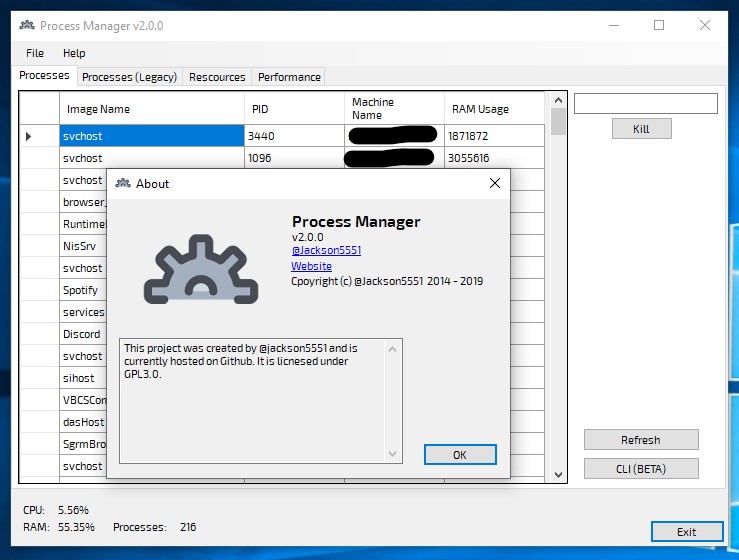 Process Manager v2.0.0
File Help
Processes Processes (Legacy) Rescources Performance
Image Name PID Machine Name RAM Usage
svchost 3440 1871872
svchost 1096 3055616
svchost
browser_
Runtime
NisSrv
svchost
Spotify
services
Discord
svchost
sihost
VBCSCom
dasHost
SgrmBro
svchost
Kill
Refresh
CLI (BETA)
About
Process Manager
v2.0.0
@Jackson5551
Website
Cpoyright (c) @Jackson5551 2014 - 2019
This project was created by @jackson5551 and is
currently hosted on Github. It is licnesed under
GPL3.0.
OK
CPU: 5.56%
RAM: 55.35% Processes: 216
Exit